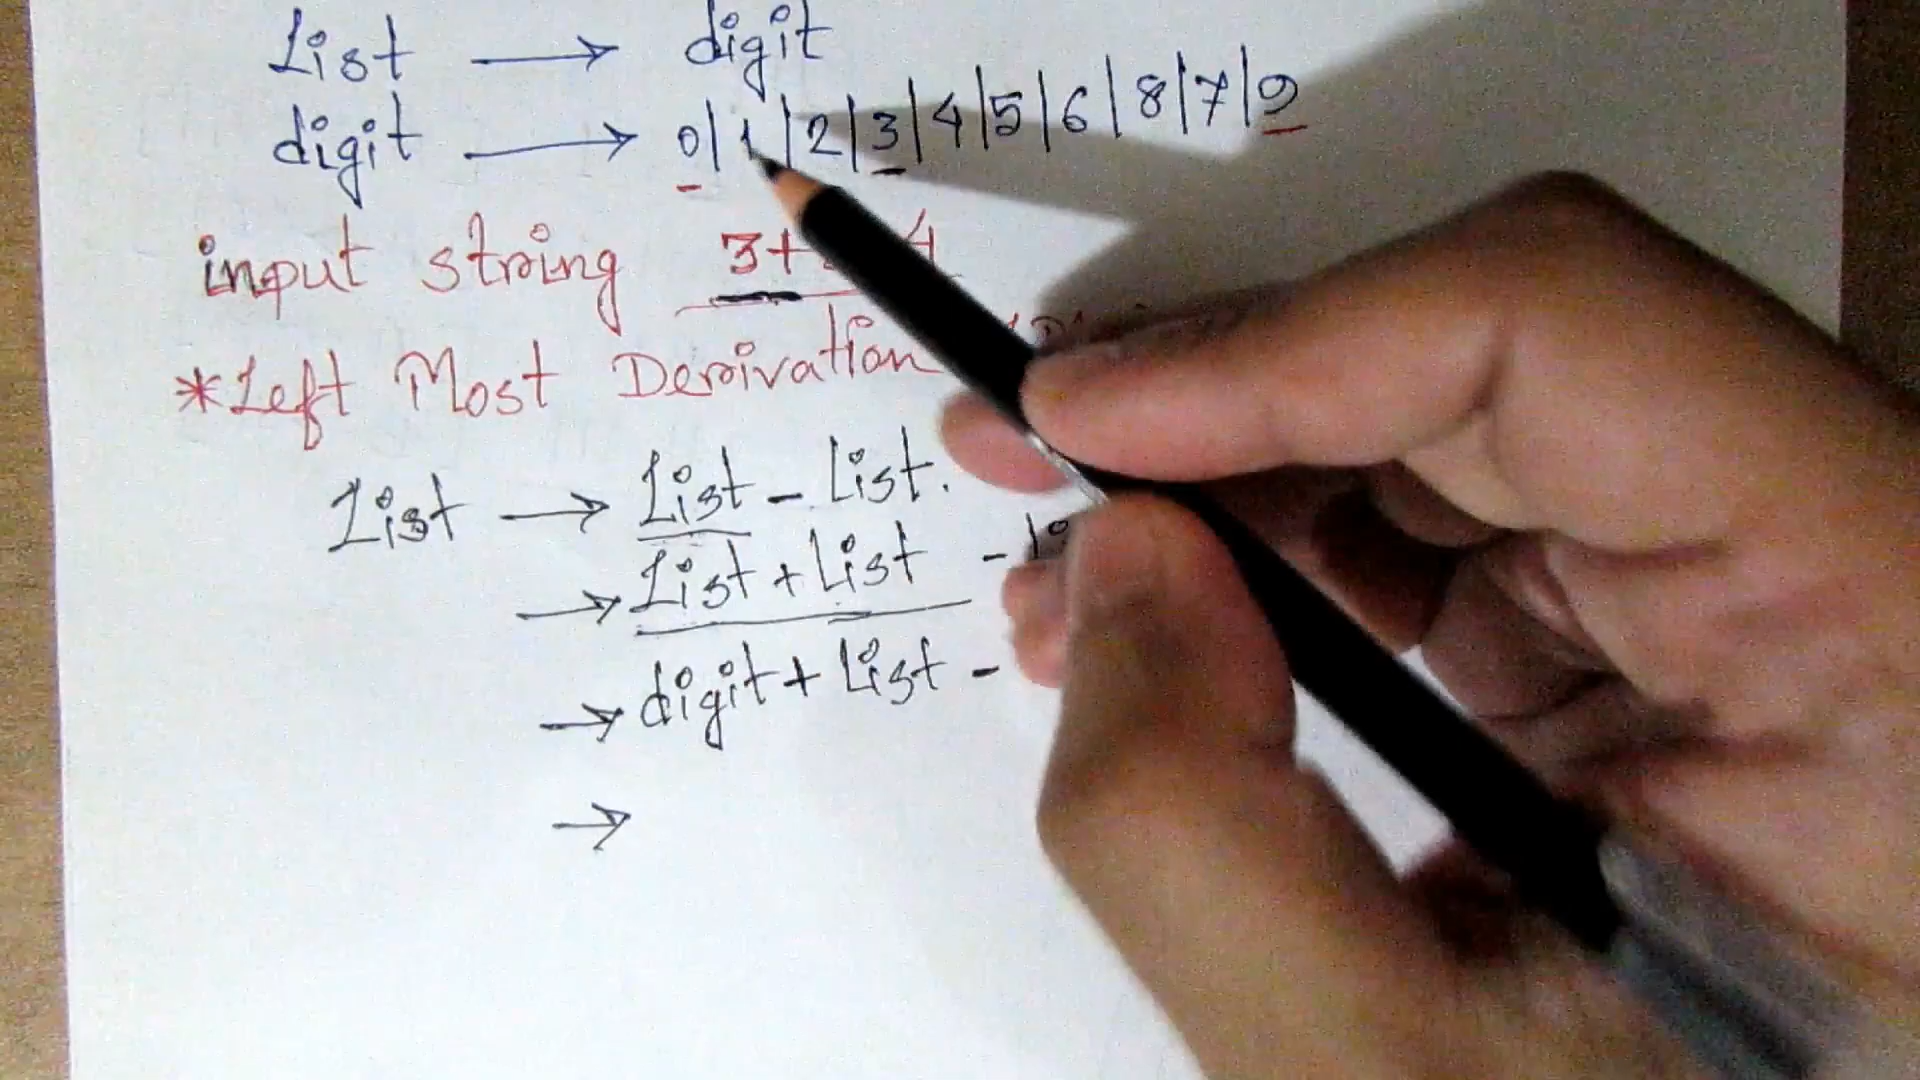 List → digit
digit → 0|1|2|3|4|5|6|8|7|9
input string 3+
*Left Most Derivation
List → List - List.
→ List + List -
→ digit + List -
→